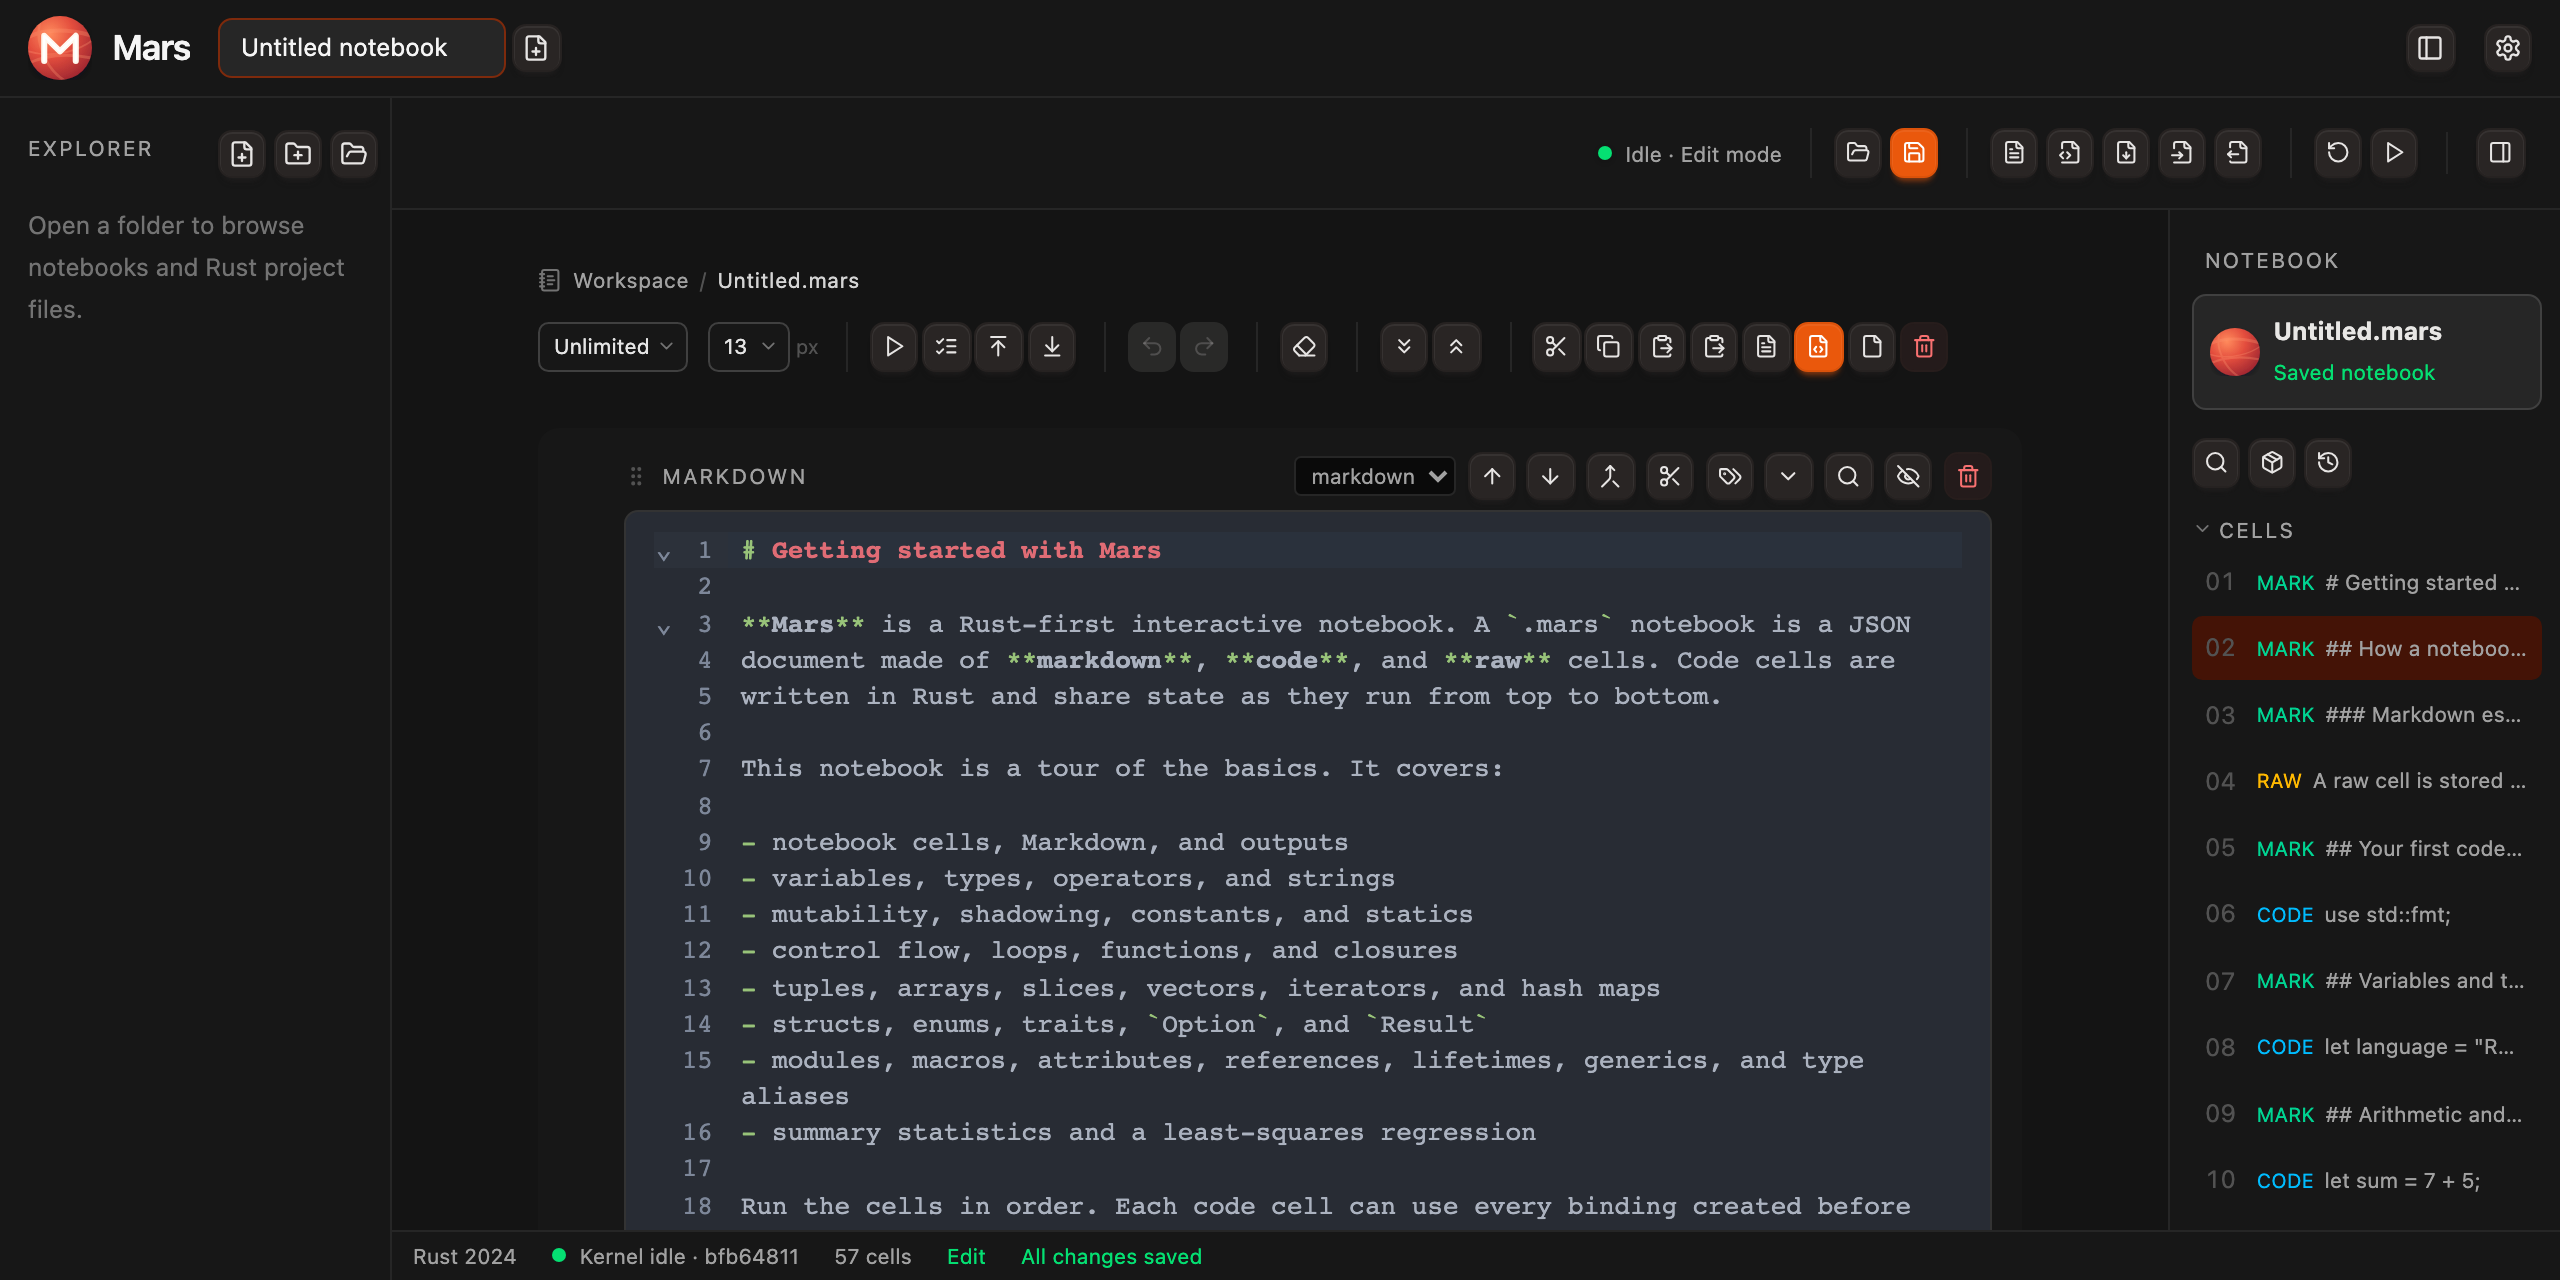 M Mars Untitled notebook
EXPLORER
Open a folder to browse
notebooks and Rust project
files.
Idle · Edit mode
Workspace / Untitled.mars
Unlimited 13 px
MARKDOWN markdown
1 # Getting started with Mars
2
3 **Mars** is a Rust-first interactive notebook. A `.mars` notebook is a JSON
4 document made of **markdown**, **code**, and **raw** cells. Code cells are
5 written in Rust and share state as they run from top to bottom.
6
7 This notebook is a tour of the basics. It covers:
8
9 - notebook cells, Markdown, and outputs
10 - variables, types, operators, and strings
11 - mutability, shadowing, constants, and statics
12 - control flow, loops, functions, and closures
13 - tuples, arrays, slices, vectors, iterators, and hash maps
14 - structs, enums, traits, `Option`, and `Result`
15 - modules, macros, attributes, references, lifetimes, generics, and type
aliases
16 - summary statistics and a least-squares regression
17
18 Run the cells in order. Each code cell can use every binding created before
NOTEBOOK
Untitled.mars
Saved notebook
CELLS
01 MARK # Getting started ...
02 MARK ## How a noteboo...
03 MARK ### Markdown es...
04 RAW A raw cell is stored ...
05 MARK ## Your first code...
06 CODE use std::fmt;
07 MARK ## Variables and t...
08 CODE let language = "R...
09 MARK ## Arithmetic and...
10 CODE let sum = 7 + 5;
Rust 2024 Kernel idle · bfb64811 57 cells Edit All changes saved